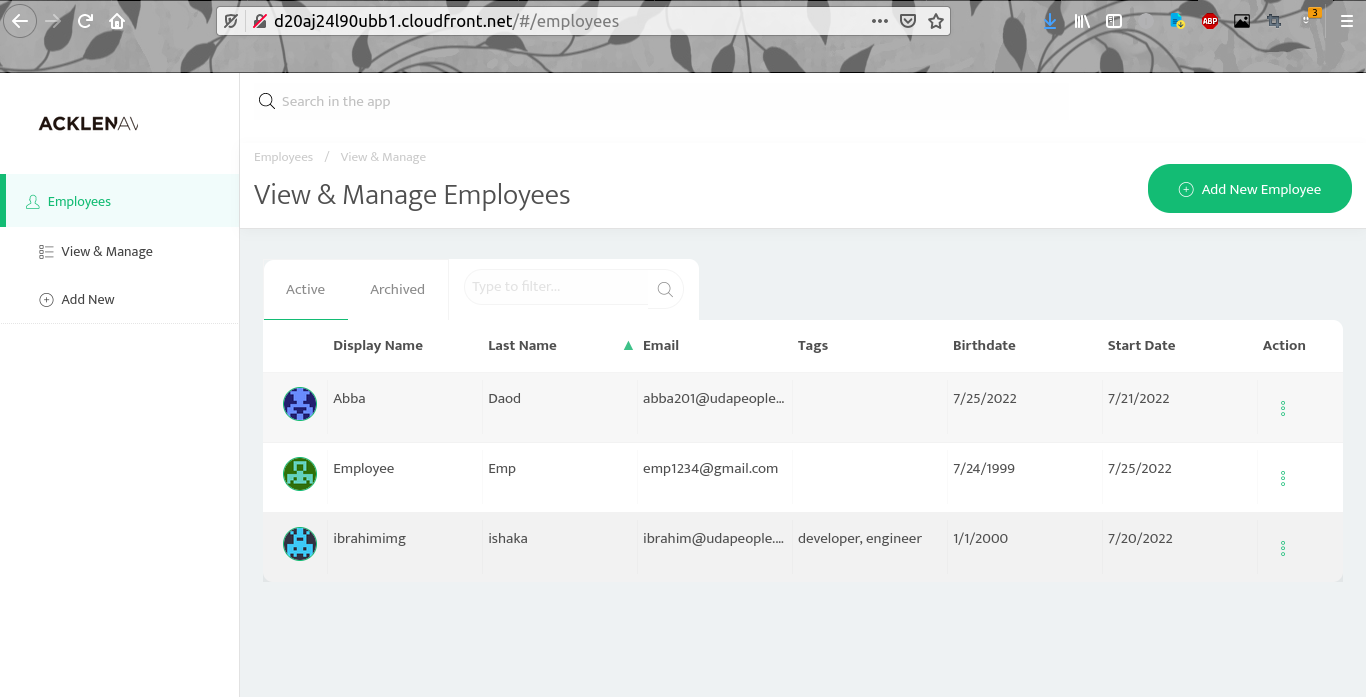 d20aj24l90ubb1.cloudfront.net/#/employees
ABP
3
ACKLENAV
Search in the app
Employees / View & Manage
View & Manage Employees
Add New Employee
Employees
View & Manage
Add New
Active Archived Type to filter...
Display Name Last Name ▲ Email Tags Birthdate Start Date Action
Abba Daod abba201@udapeople... 7/25/2022 7/21/2022
Employee Emp emp1234@gmail.com 7/24/1999 7/25/2022
ibrahimimg ishaka ibrahim@udapeople.... developer, engineer 1/1/2000 7/20/2022